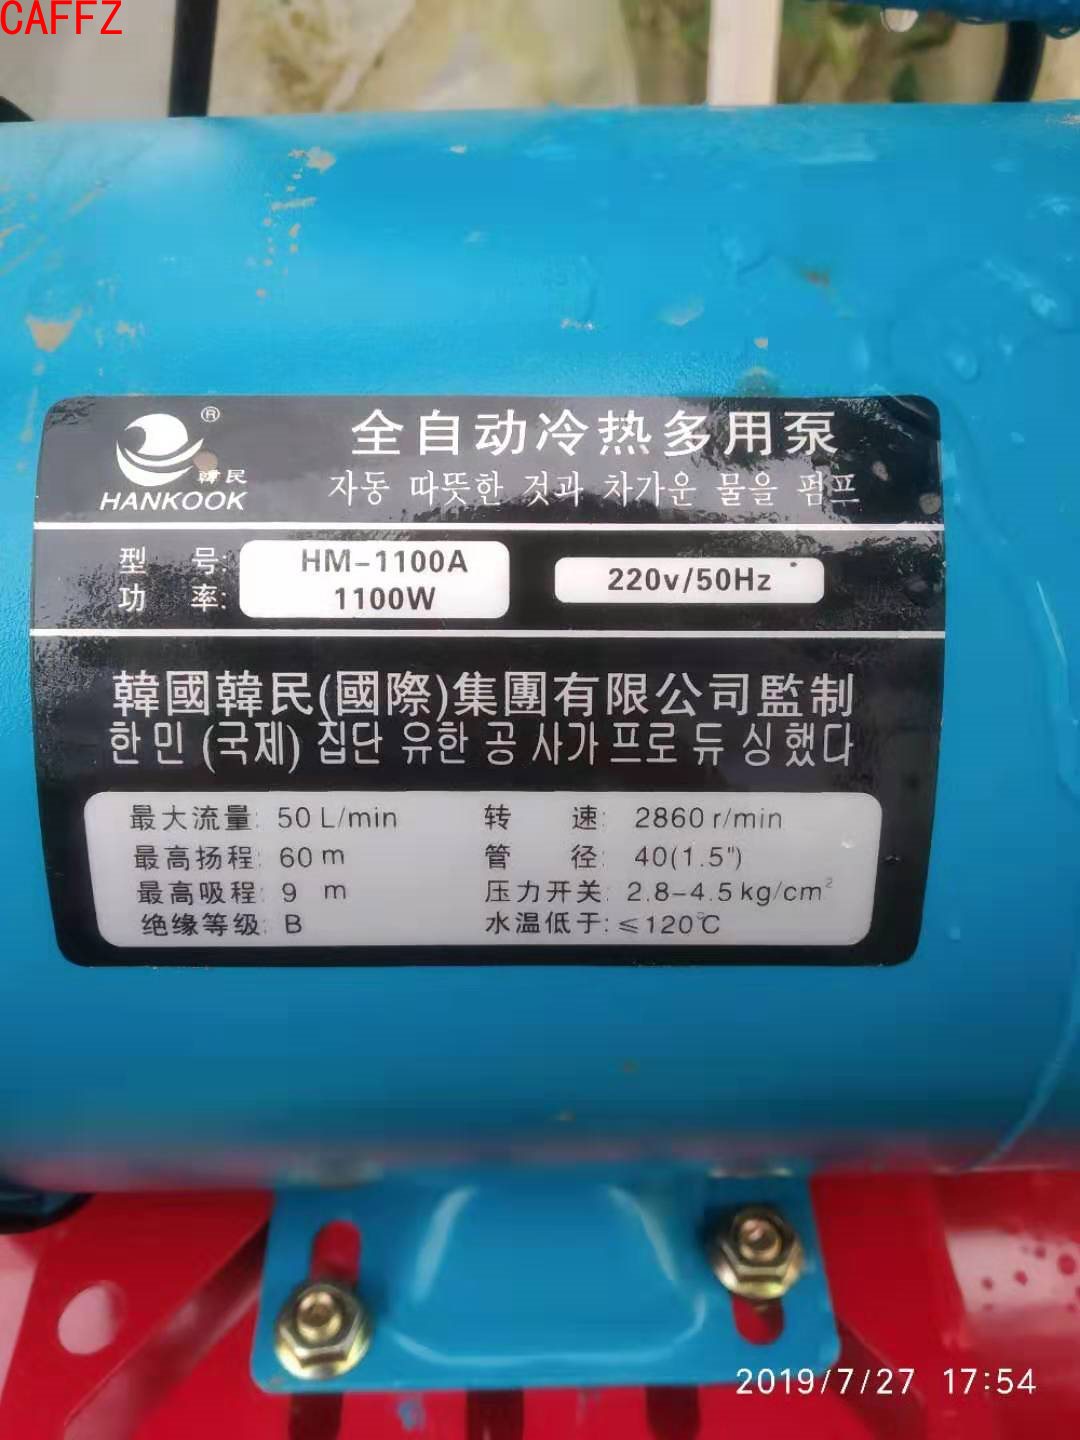 CAFFZ
®
韓民
HANKOOK
全自动冷热多用泵
자동 따뜻한 것과 차가운 물을 펌프
型 号: HM-1100A
功 率: 1100W
220v/50Hz
韓國韓民(國際)集團有限公司監制
한민 (국제) 집단 유한 공 사가 프로 듀 싱 했다
最大流量: 50 L/min 转 速: 2860 r/min
最高扬程: 60 m 管 径: 40(1.5")
最高吸程: 9 m 压力开关: 2.8-4.5 kg/cm²
绝缘等级: B 水温低于: ≤120℃
2019/7/27 17:54